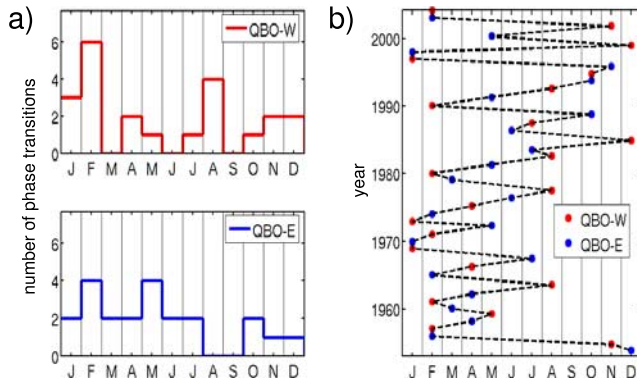 a)
QBO-W
6
4
2
0
J F M A M J J A S O N D
number of phase transitions
QBO-E
6
4
2
0
J F M A M J J A S O N D
b)
2000
1990
1980
1970
1960
year
QBO-W
QBO-E
J F M A M J J A S O N D